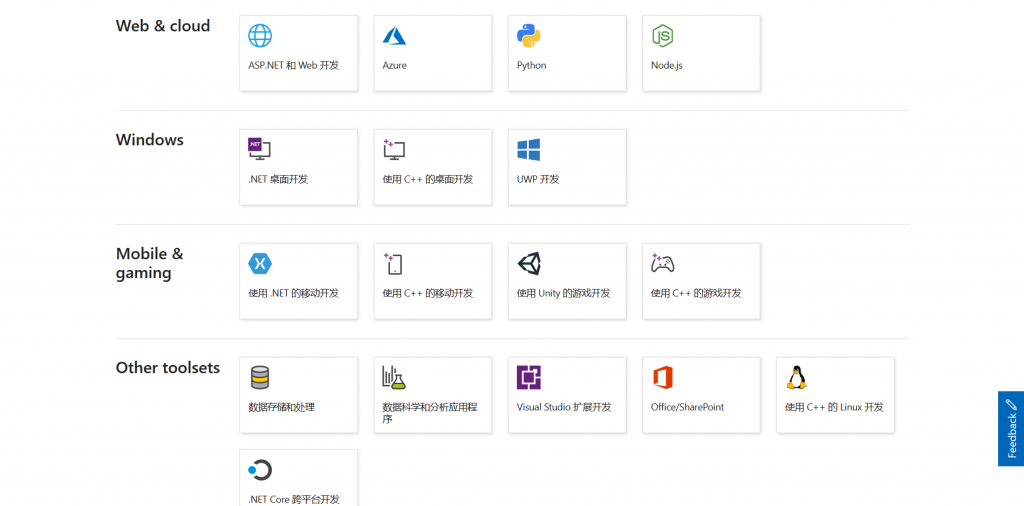 Web & cloud
ASP.NET 和 Web 开发
Azure
Python
Node.js
Windows
.NET
.NET 桌面开发
使用 C++ 的桌面开发
UWP 开发
Mobile &
gaming
使用 .NET 的移动开发
使用 C++ 的移动开发
使用 Unity 的游戏开发
使用 C++ 的游戏开发
Other toolsets
数据存储和处理
数据科学和分析应用程
序
Visual Studio 扩展开发
Office/SharePoint
使用 C++ 的 Linux 开发
Feedback
.NET Core 跨平台开发